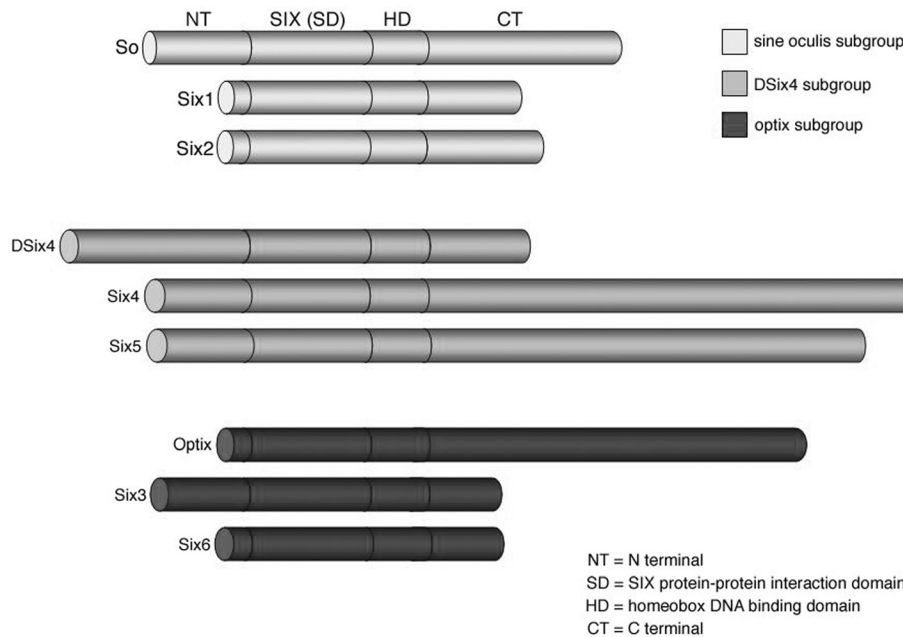 NT SIX (SD) HD CT
So
Six1
Six2
sine oculis subgroup
DSix4 subgroup
optix subgroup
DSix4
Six4
Six5
Optix
Six3
Six6
NT = N terminal
SD = SIX protein-protein interaction domain
HD = homeobox DNA binding domain
CT = C terminal